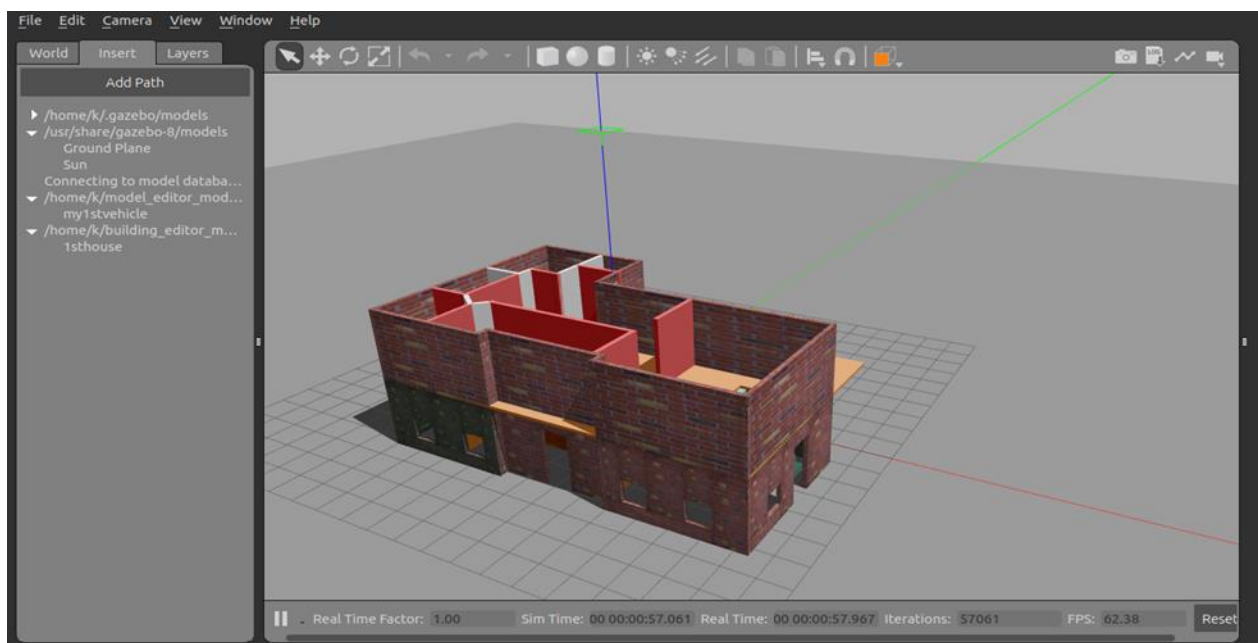 File Edit Camera View Window Help
World Insert Layers
Add Path
/home/k/.gazebo/models
/usr/share/gazebo-8/models
Ground Plane
Sun
Connecting to model databa...
/home/k/model_editor_mod...
my1stvehicle
/home/k/building_editor_m...
1sthouse
LOG
Real Time Factor: 1.00 Sim Time: 00 00:00:57.061 Real Time: 00 00:00:57.967 Iterations: 57061 FPS: 62.38 Reset